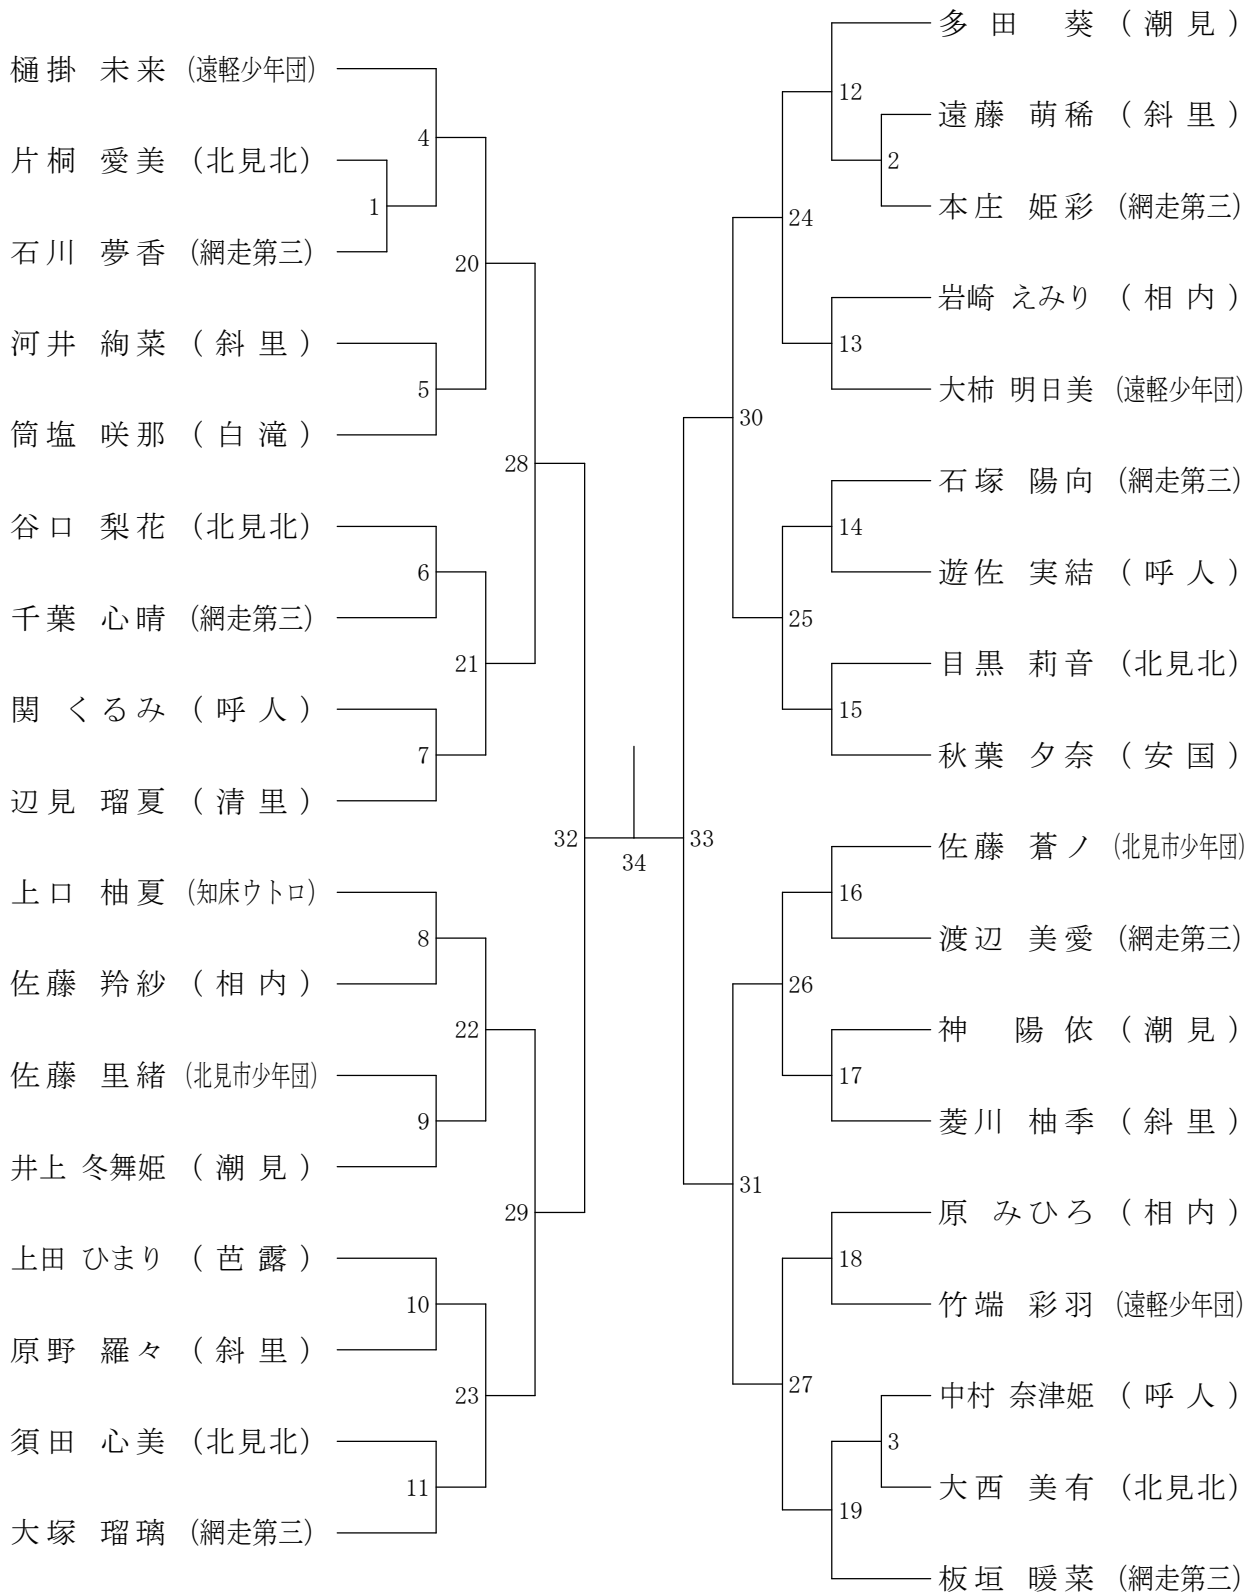 樋掛 未来 (遠軽少年団)
片桐 愛美 (北見北)
石川 夢香 (網走第三)
河井 絢菜 (斜里)
筒塩 咲那 (白滝)
谷口 梨花 (北見北)
千葉 心晴 (網走第三)
関 くるみ (呼人)
辺見 瑠夏 (清里)
上口 柚夏 (知床ウトロ)
佐藤 羚紗 (相内)
佐藤 里緒 (北見市少年団)
井上 冬舞姫 (潮見)
上田 ひまり (芭露)
原野 羅々 (斜里)
須田 心美 (北見北)
大塚 瑠璃 (網走第三)
1
4
5
6
7
8
9
10
11
20
21
22
23
28
29
32
34
33
30
31
24
25
26
27
12
2
13
14
15
16
17
18
3
19
多田 葵 (潮見)
遠藤 萌稀 (斜里)
本庄 姫彩 (網走第三)
岩崎 えみり (相内)
大柿 明日美 (遠軽少年団)
石塚 陽向 (網走第三)
遊佐 実結 (呼人)
目黒 莉音 (北見北)
秋葉 夕奈 (安国)
佐藤 蒼ノ (北見市少年団)
渡辺 美愛 (網走第三)
神 陽依 (潮見)
菱川 柚季 (斜里)
原 みひろ (相内)
竹端 彩羽 (遠軽少年団)
中村 奈津姫 (呼人)
大西 美有 (北見北)
板垣 暖菜 (網走第三)